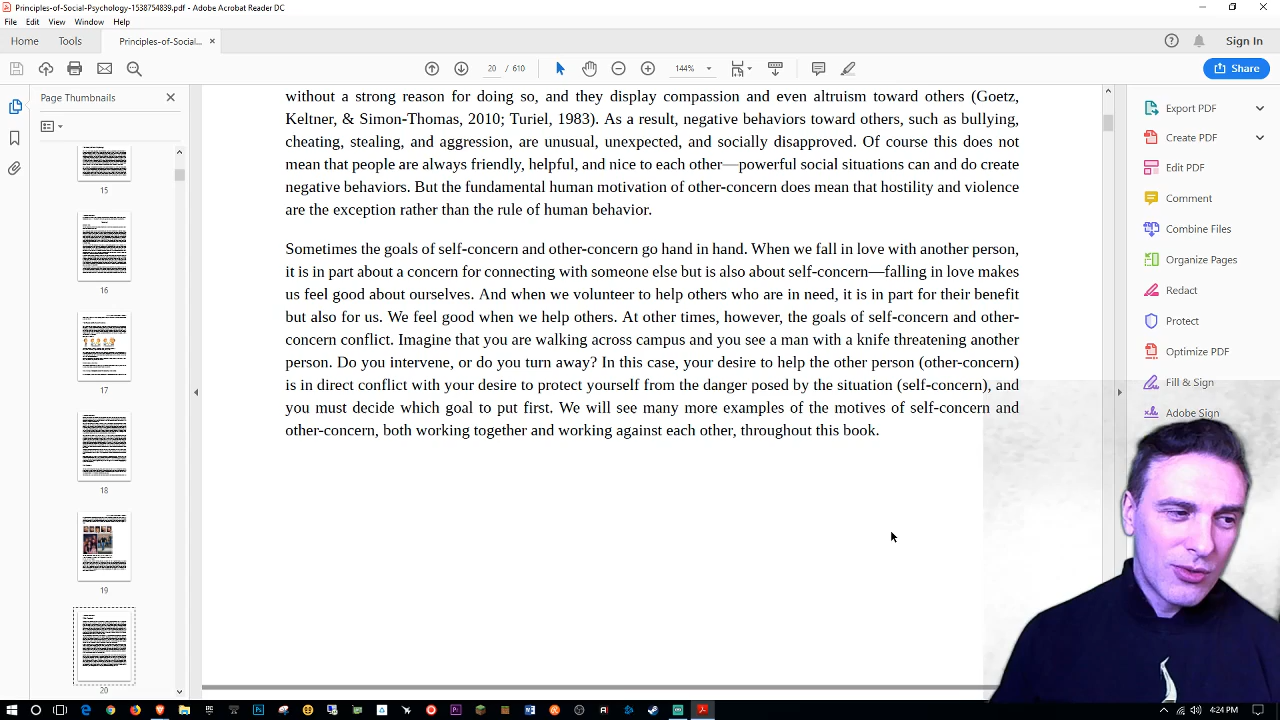 Principles-of-Social-Psychology-1538754839.pdf - Adobe Acrobat Reader DC
File Edit View Window Help
Home Tools Principles-of-Social... × Sign In
20 / 610 144% Share
Page Thumbnails
15
16
17
18
19
20
without a strong reason for doing so, and they display compassion and even altruism toward others (Goetz,
Keltner, & Simon-Thomas, 2010; Turiel, 1983). As a result, negative behaviors toward others, such as bullying,
cheating, stealing, and aggression, are unusual, unexpected, and socially disapproved. Of course this does not
mean that people are always friendly, helpful, and nice to each other—powerful social situations can and do create
negative behaviors. But the fundamental human motivation of other-concern does mean that hostility and violence
are the exception rather than the rule of human behavior.
Sometimes the goals of self-concern and other-concern go hand in hand. When we fall in love with another person,
it is in part about a concern for connecting with someone else but is also about self-concern—falling in love makes
us feel good about ourselves. And when we volunteer to help others who are in need, it is in part for their benefit
but also for us. We feel good when we help others. At other times, however, the goals of self-concern and other-
concern conflict. Imagine that you are walking across campus and you see a man with a knife threatening another
person. Do you intervene, or do you turn away? In this case, your desire to help the other person (other-concern)
is in direct conflict with your desire to protect yourself from the danger posed by the situation (self-concern), and
you must decide which goal to put first. We will see many more examples of the motives of self-concern and
other-concern, both working together and working against each other, throughout this book.
Export PDF
Create PDF
Edit PDF
Comment
Combine Files
Organize Pages
Redact
Protect
Optimize PDF
Fill & Sign
Adobe Sign
4:24 PM